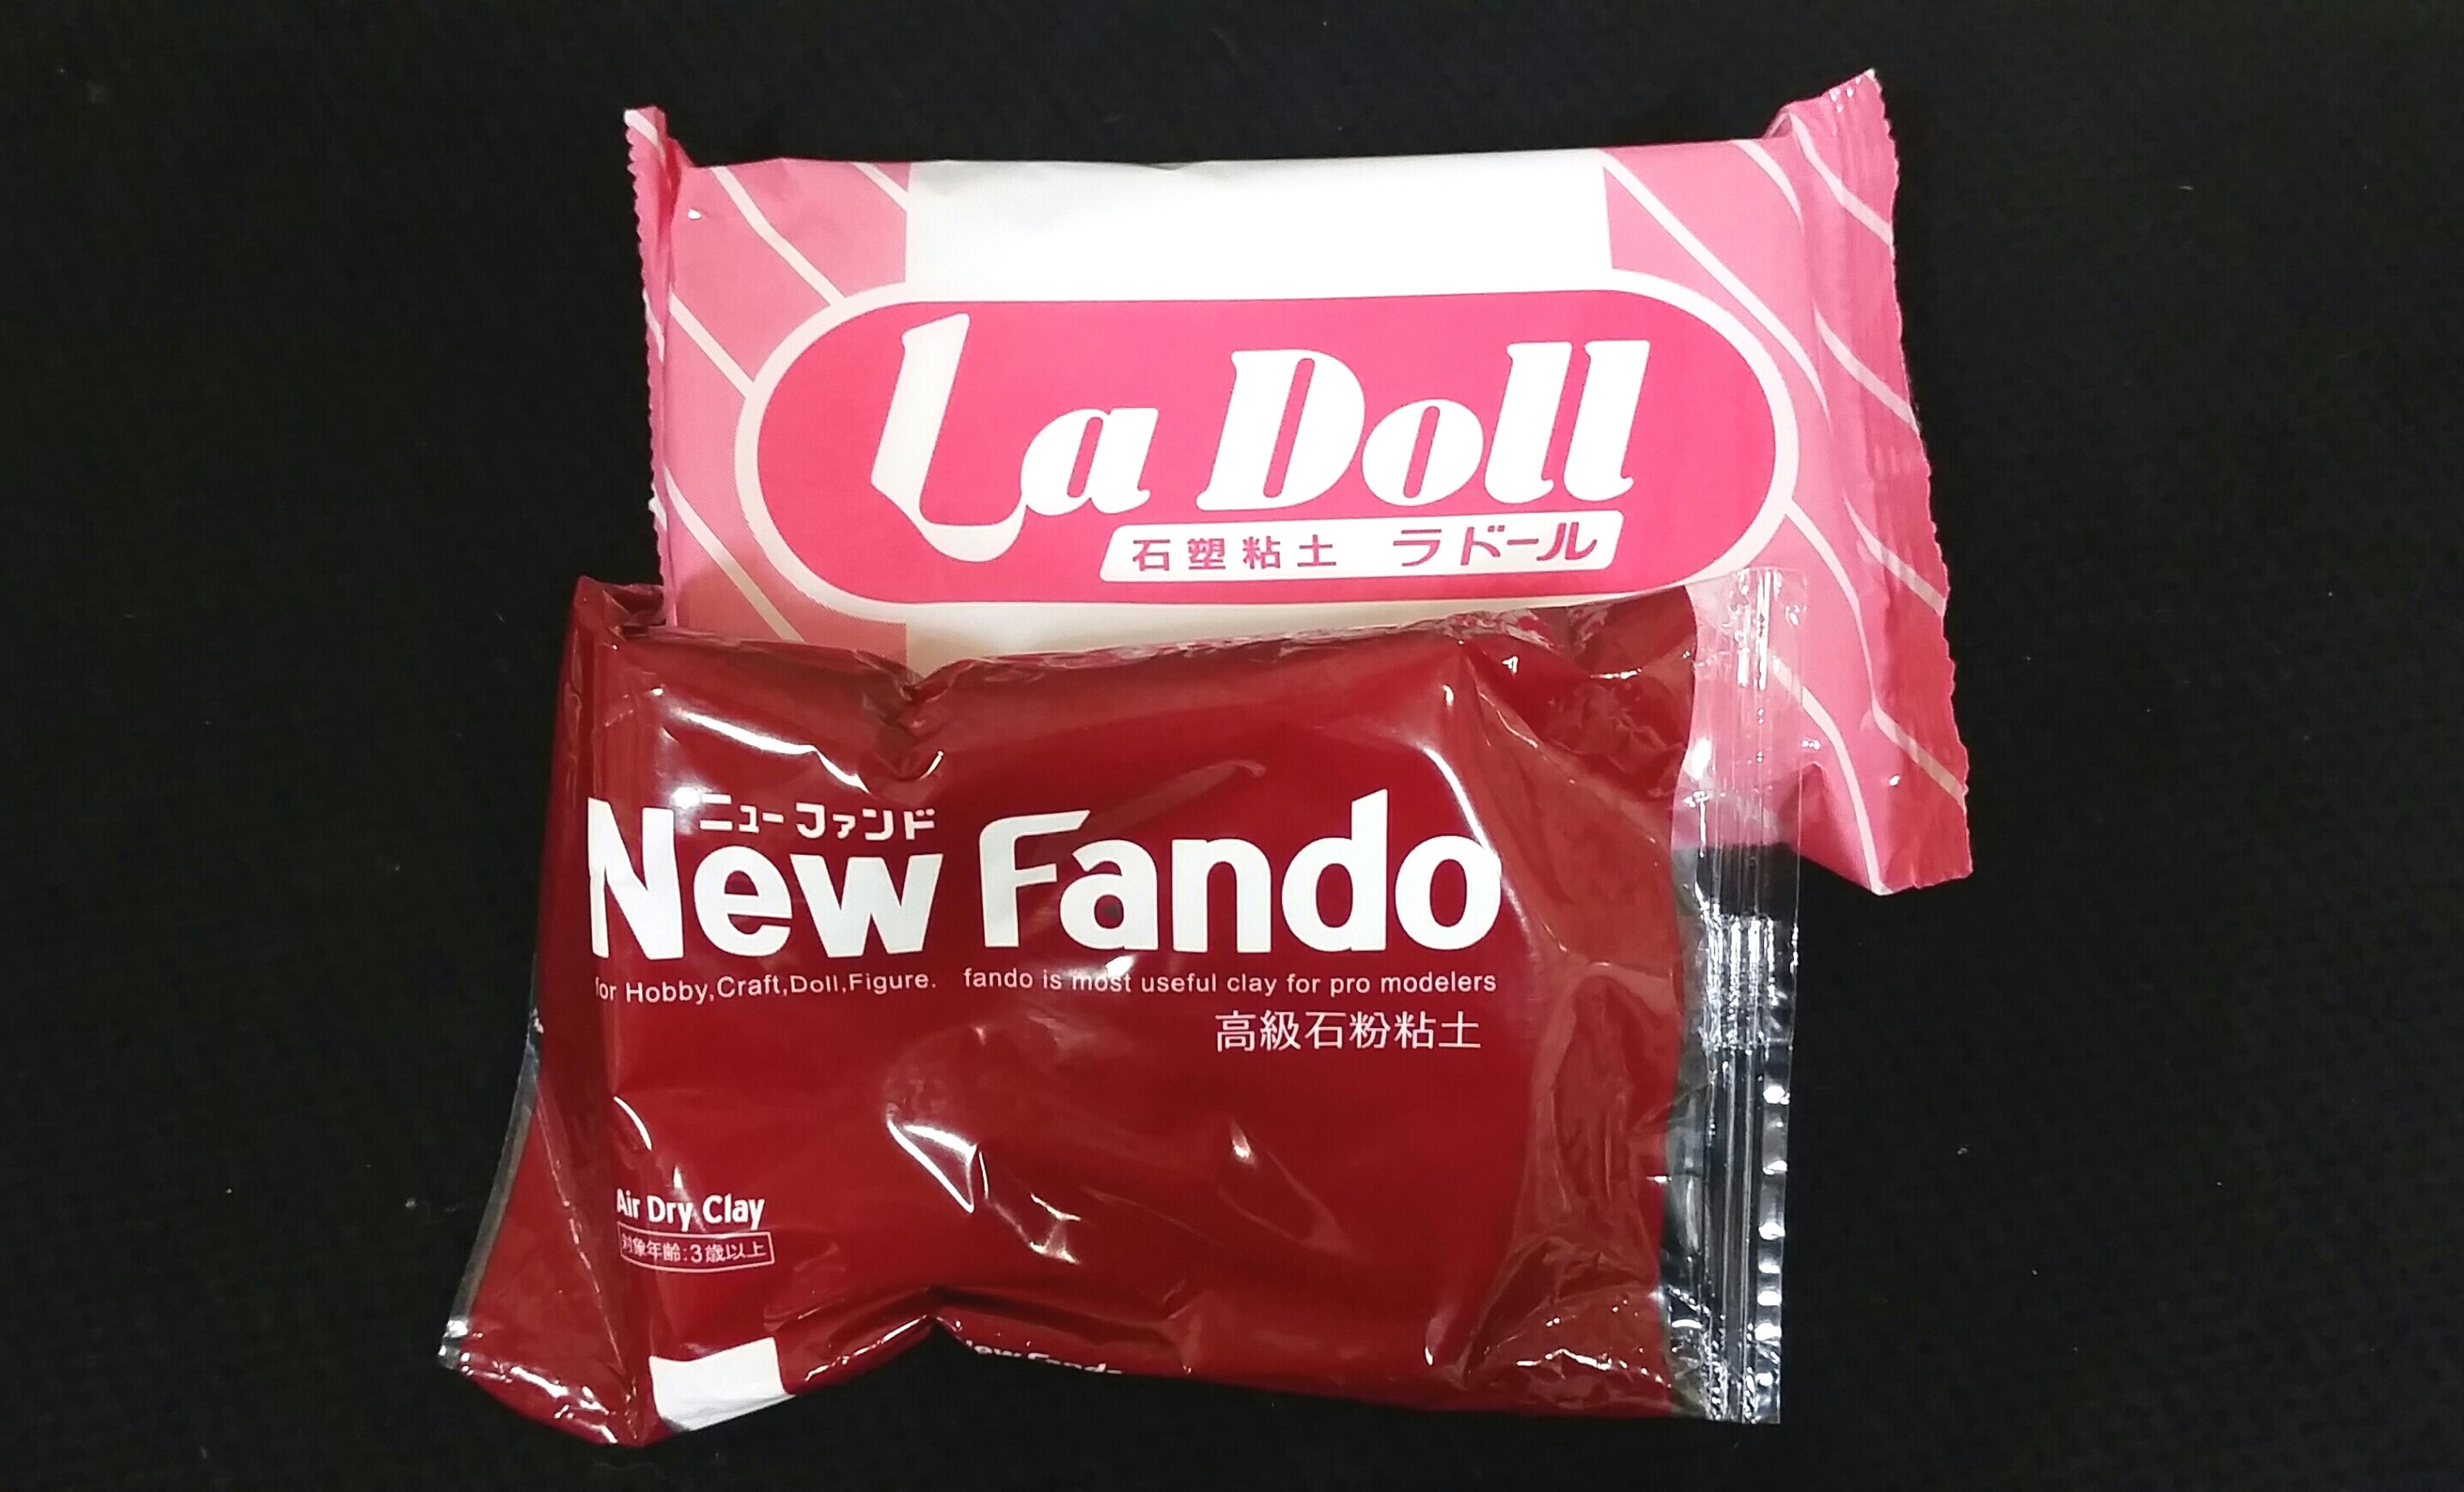 La Doll
石塑粘土 ラドール
ニューファンド
New Fando
for Hobby,Craft,Doll,Figure. fando is most useful clay for pro modelers
高級石粉粘土
Air Dry Clay
対象年齢:3歳以上
New Fando